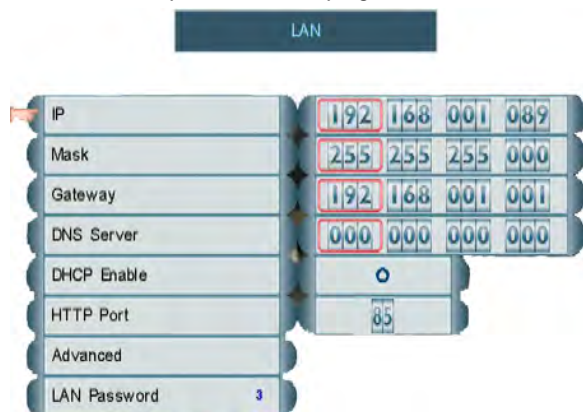 LAN
IP 192 168 001 089
Mask 255 255 255 000
Gateway 192 168 001 001
DNS Server 000 000 000 000
DHCP Enable
HTTP Port 85
Advanced
LAN Password 3